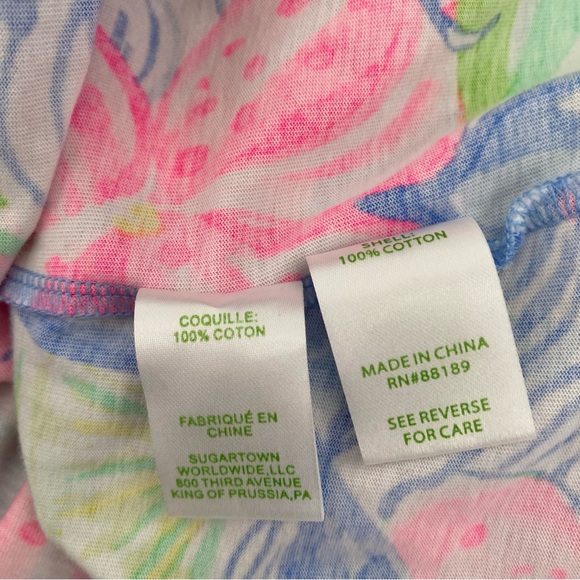 COQUILLE:
100% COTON
FABRIQUÉ EN
CHINE
SUGARTOWN
WORLDWIDE,LLC
800 THIRD AVENUE
KING OF PRUSSIA,PA
SHELL:
100% COTTON
MADE IN CHINA
RN#88189
SEE REVERSE
FOR CARE